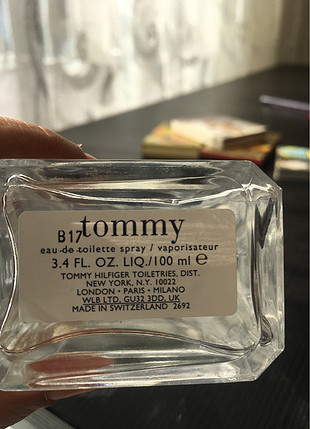 B17 tommy
eau de toilette spray / vaporisateur
3.4 FL. OZ. LIQ./100 ml ℮
TOMMY HILFIGER TOILETRIES, DIST.
NEW YORK, N.Y. 10022
LONDON • PARIS • MILANO
WLB LTD, GU32 3DD, UK
MADE IN SWITZERLAND 2692